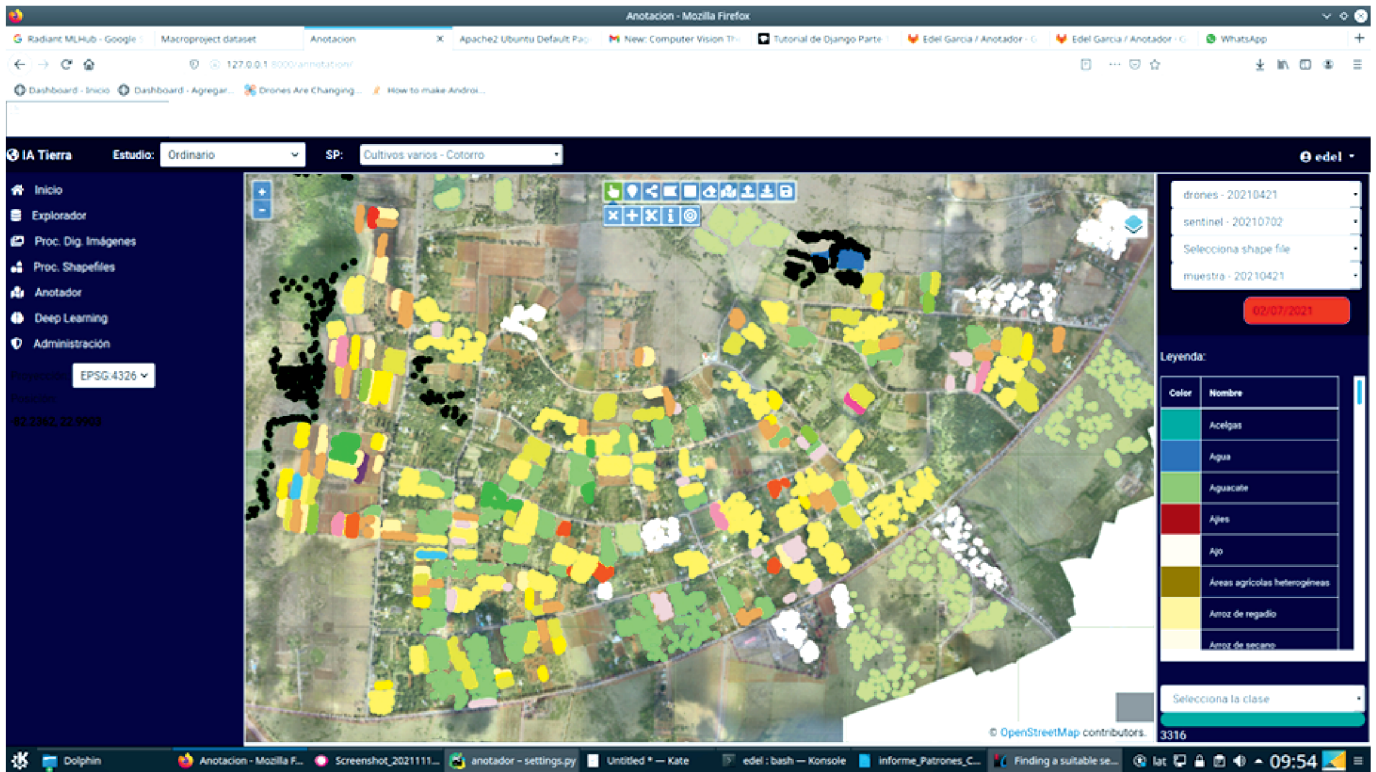 Anotacion - Mozilla Firefox
Radiant MLHub - Google
Macroproject dataset
Anotacion
Apache2 Ubuntu Default Pag
New: Computer Vision Th
Tutorial de Django Parte
Edel Garcia / Anotador · G
Edel Garcia / Anotador · G
WhatsApp
127.0.0.1:8000/annotation/
Dashboard - Inicio
Dashboard - Agregar...
Drones Are Changing...
How to make Androi...
IA Tierra
Estudio:
Ordinario
SP:
Cultivos varios - Cotorro
edel
Inicio
Explorador
Proc. Dig. Imágenes
Proc. Shapefiles
Anotador
Deep Learning
Administración
EPSG:4326
drones - 20210421
sentinel - 20210702
Selecciona shape file
muestra - 20210421
02/07/2021
Leyenda:
Color Nombre
Acelgas
Agua
Aguacate
Ajies
Ajo
Áreas agrícolas heterogéneas
Arroz de regadío
Arroz de secano
Selecciona la clase
3316
© OpenStreetMap contributors.
Dolphin
Anotacion - Mozilla F...
Screenshot_2021111...
anotador – settings.py
Untitled * — Kate
edel : bash — Konsole
informe_Patrones_C...
Finding a suitable se...
lat
09:54